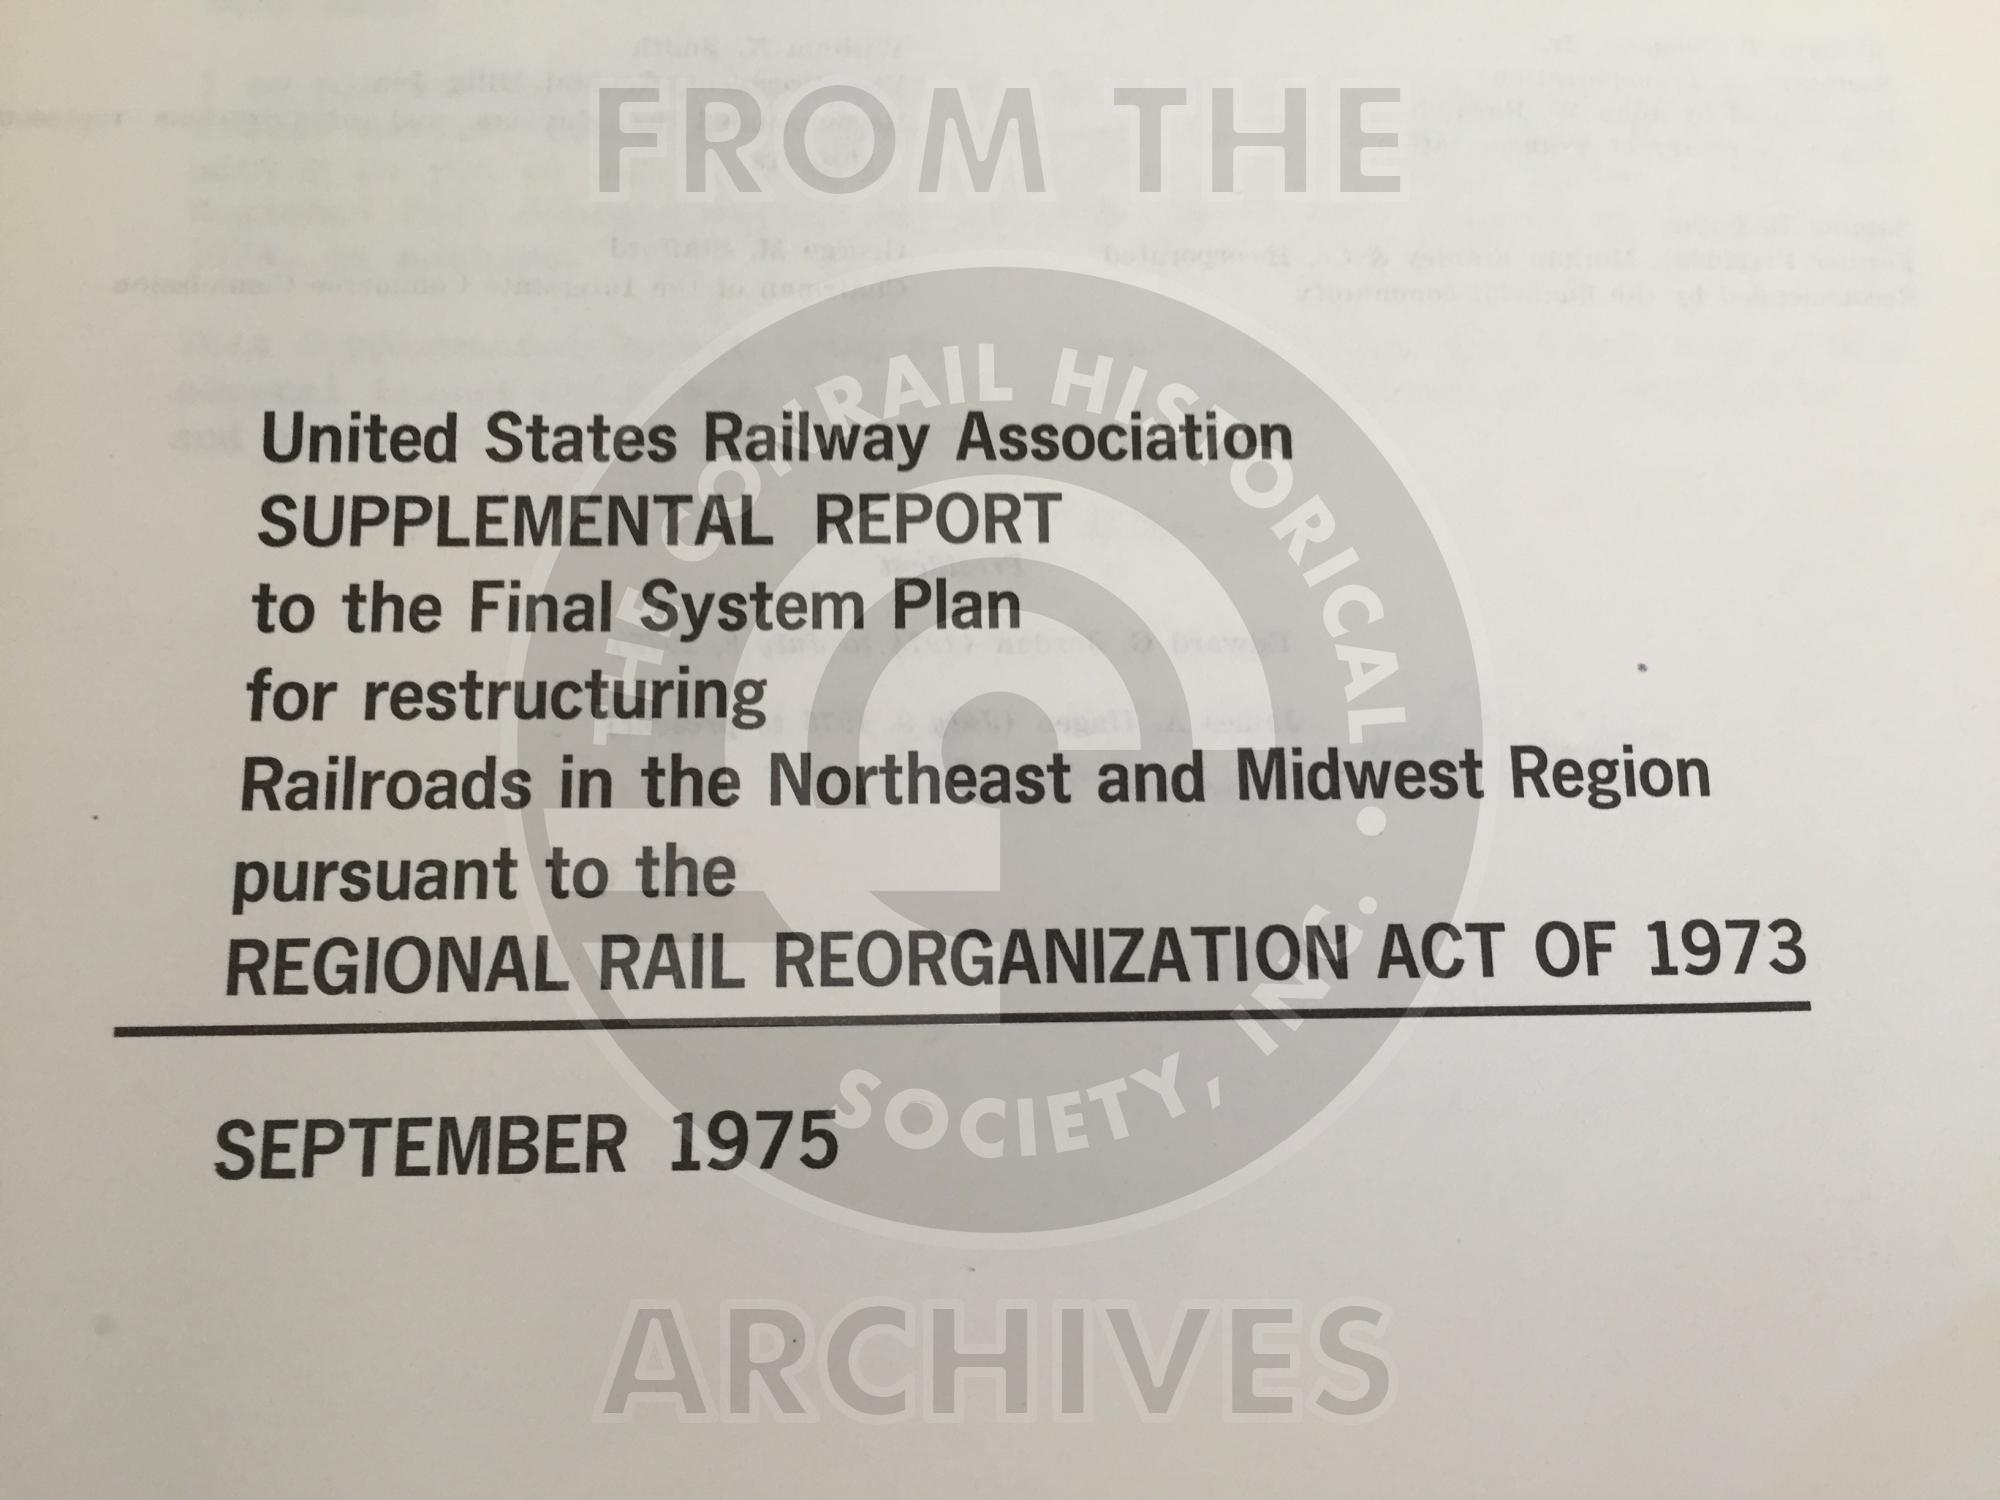 FROM THE
THE CONRAIL HISTORICAL
SOCIETY, INC.
United States Railway Association
SUPPLEMENTAL REPORT
to the Final System Plan
for restructuring
Railroads in the Northeast and Midwest Region
pursuant to the
REGIONAL RAIL REORGANIZATION ACT OF 1973
SEPTEMBER 1975
ARCHIVES